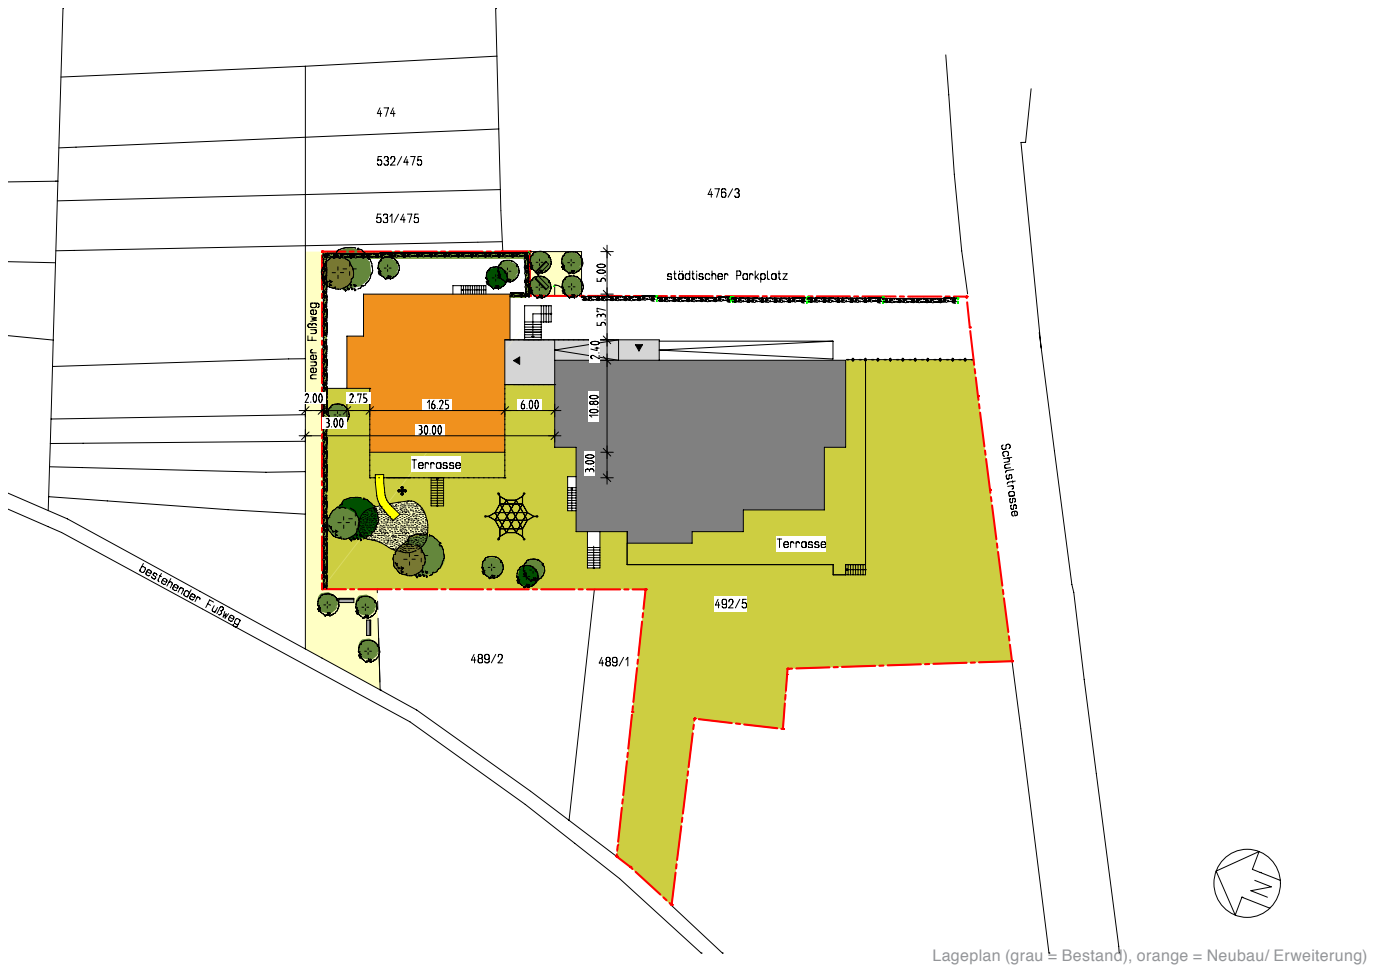 474
532/475
476/3
531/475
städtischer Parkplatz
5.00
neuer Fußweg
5.37
2.40
2.00
2.75
16.25
6.00
10.80
3.00
30.00
3.00
Terrasse
Schulstrasse
Terrasse
bestehender Fußweg
492/5
489/2
489/1
N
Lageplan (grau = Bestand), orange = Neubau/ Erweiterung)